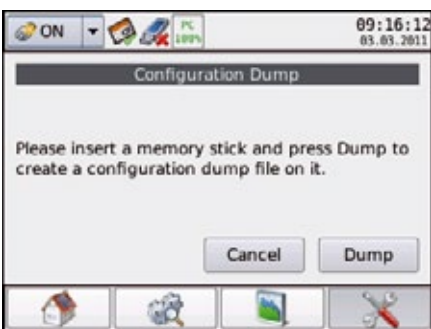 ON
PC
100%
09:16:12
03.03.2011
Configuration Dump
Please insert a memory stick and press Dump to
create a configuration dump file on it.
Cancel
Dump